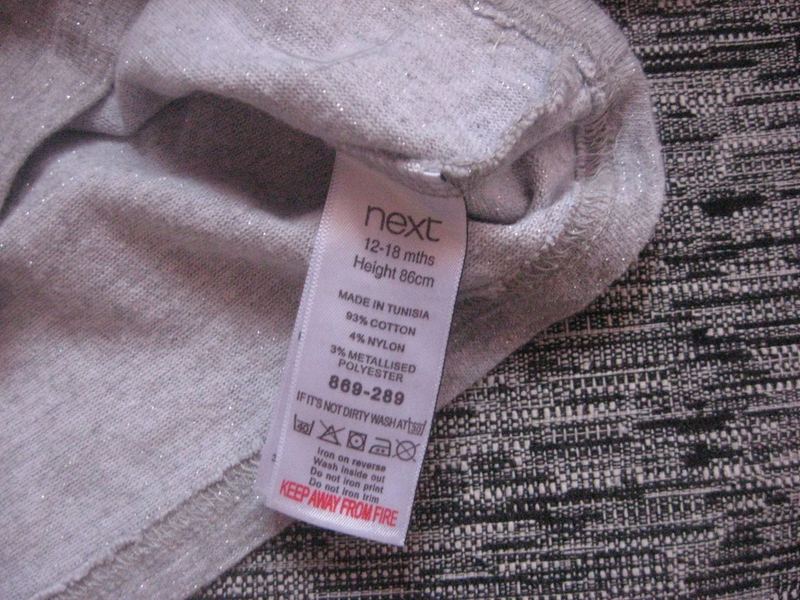 next
12-18 mths
Height 86cm
MADE IN TUNISIA
93% COTTON
4% NYLON
3% METALLISED
POLYESTER
869-289
IF IT'S NOT DIRTY WASH AT 30
40
Iron on reverse
Wash inside out
Do not iron print
Do not iron trim
KEEP AWAY FROM FIRE